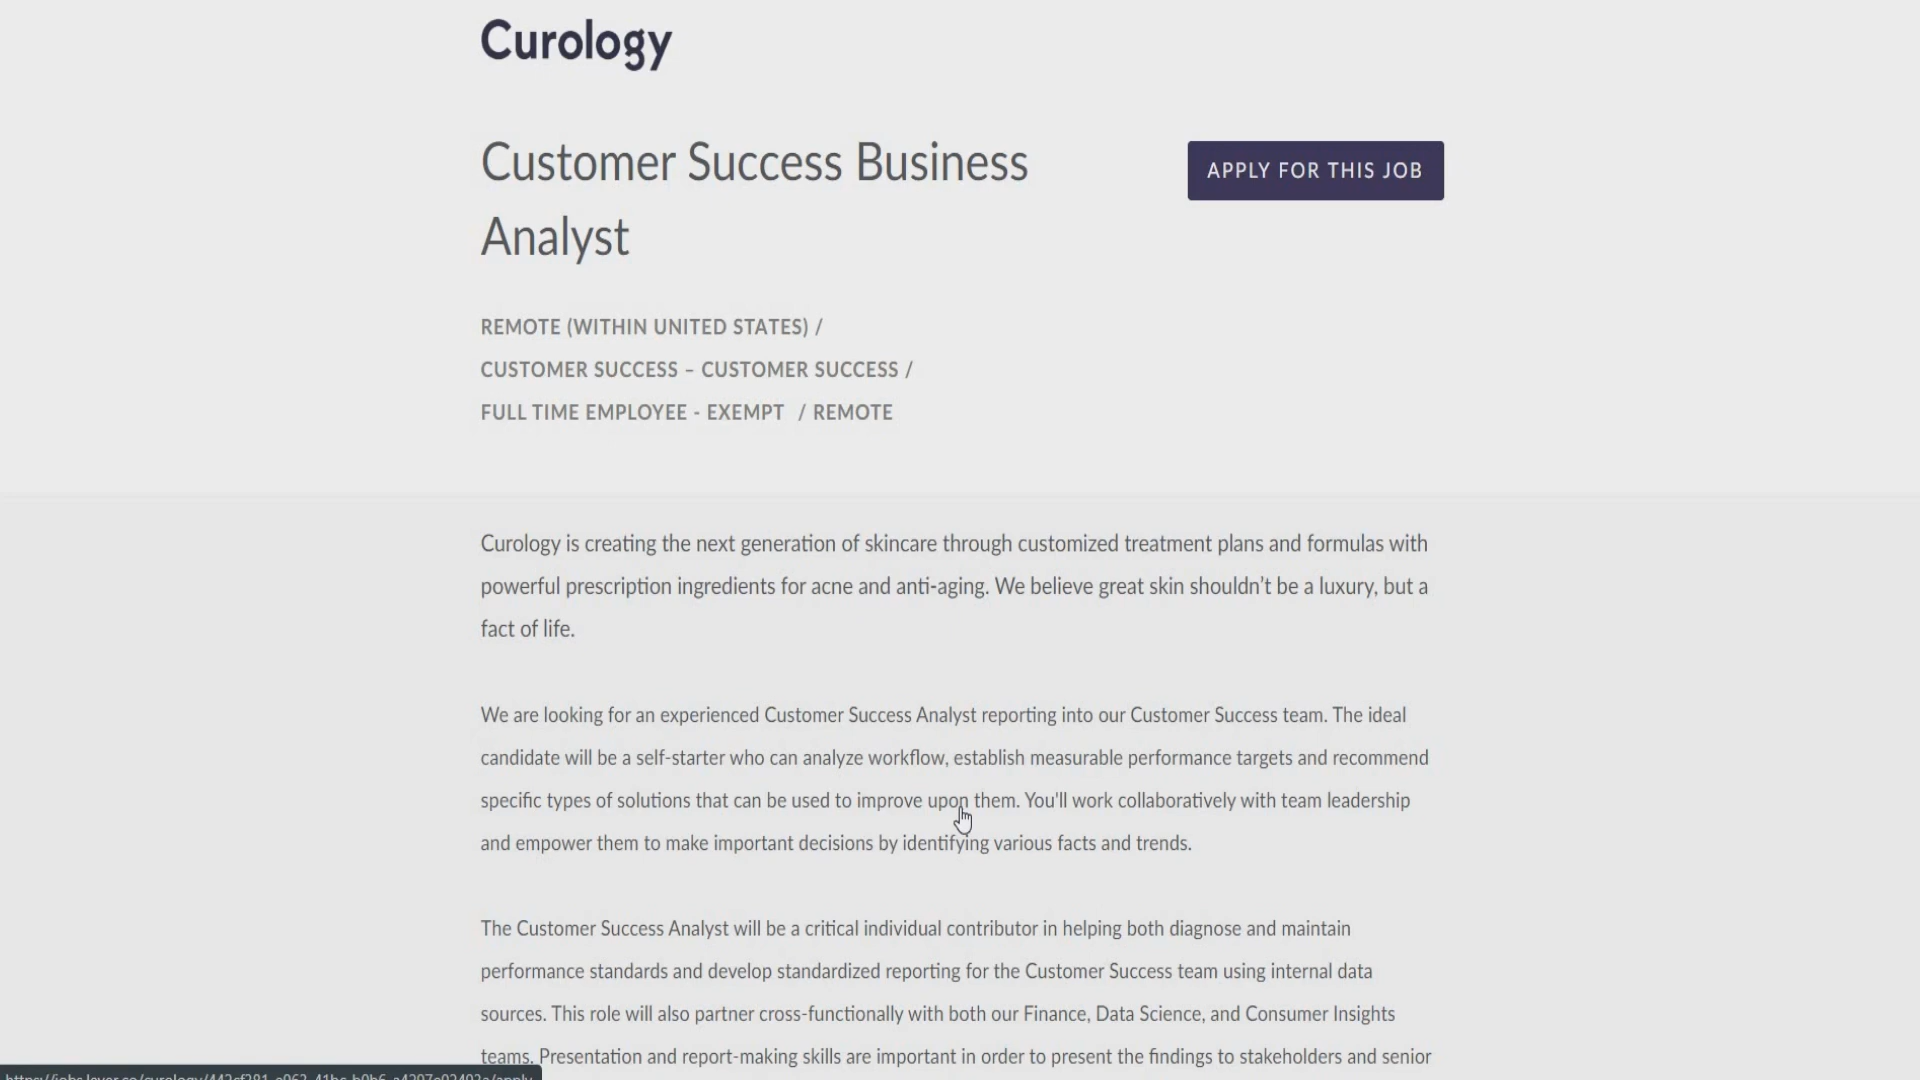 Curology
Customer Success Business
Analyst
APPLY FOR THIS JOB
REMOTE (WITHIN UNITED STATES) /
CUSTOMER SUCCESS – CUSTOMER SUCCESS /
FULL TIME EMPLOYEE - EXEMPT / REMOTE
Curology is creating the next generation of skincare through customized treatment plans and formulas with
powerful prescription ingredients for acne and anti-aging. We believe great skin shouldn’t be a luxury, but a
fact of life.
We are looking for an experienced Customer Success Analyst reporting into our Customer Success team. The ideal
candidate will be a self-starter who can analyze workflow, establish measurable performance targets and recommend
specific types of solutions that can be used to improve upon them. You'll work collaboratively with team leadership
and empower them to make important decisions by identifying various facts and trends.
The Customer Success Analyst will be a critical individual contributor in helping both diagnose and maintain
performance standards and develop standardized reporting for the Customer Success team using internal data
sources. This role will also partner cross-functionally with both our Finance, Data Science, and Consumer Insights
teams. Presentation and report-making skills are important in order to present the findings to stakeholders and senior